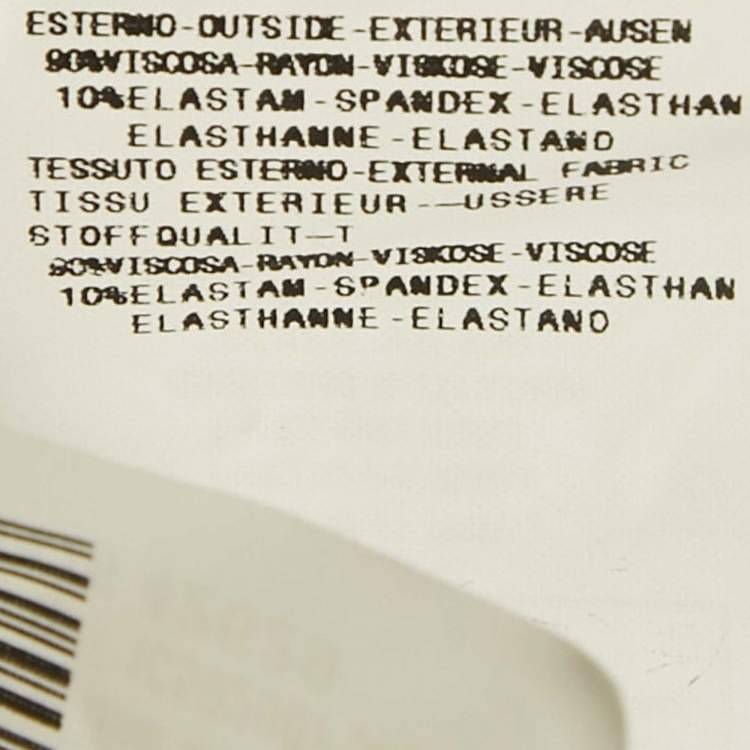 ESTERNO-OUTSIDE-EXTERIEUR-AUSEN
90%VISCOSA-RAYON-VISKOSE-VISCOSE
10%ELASTAM-SPANDEX-ELASTHAN
ELASTHANNE-ELASTANO
TESSUTO ESTERNO-EXTERNAL FABRIC
TISSU EXTERIEUR--USSERE
STOFFQUALIT-T
90%VISCOSA-RAYON-VISKOSE-VISCOSE
10%ELASTAM-SPANDEX-ELASTHAN
ELASTHANNE-ELASTANO